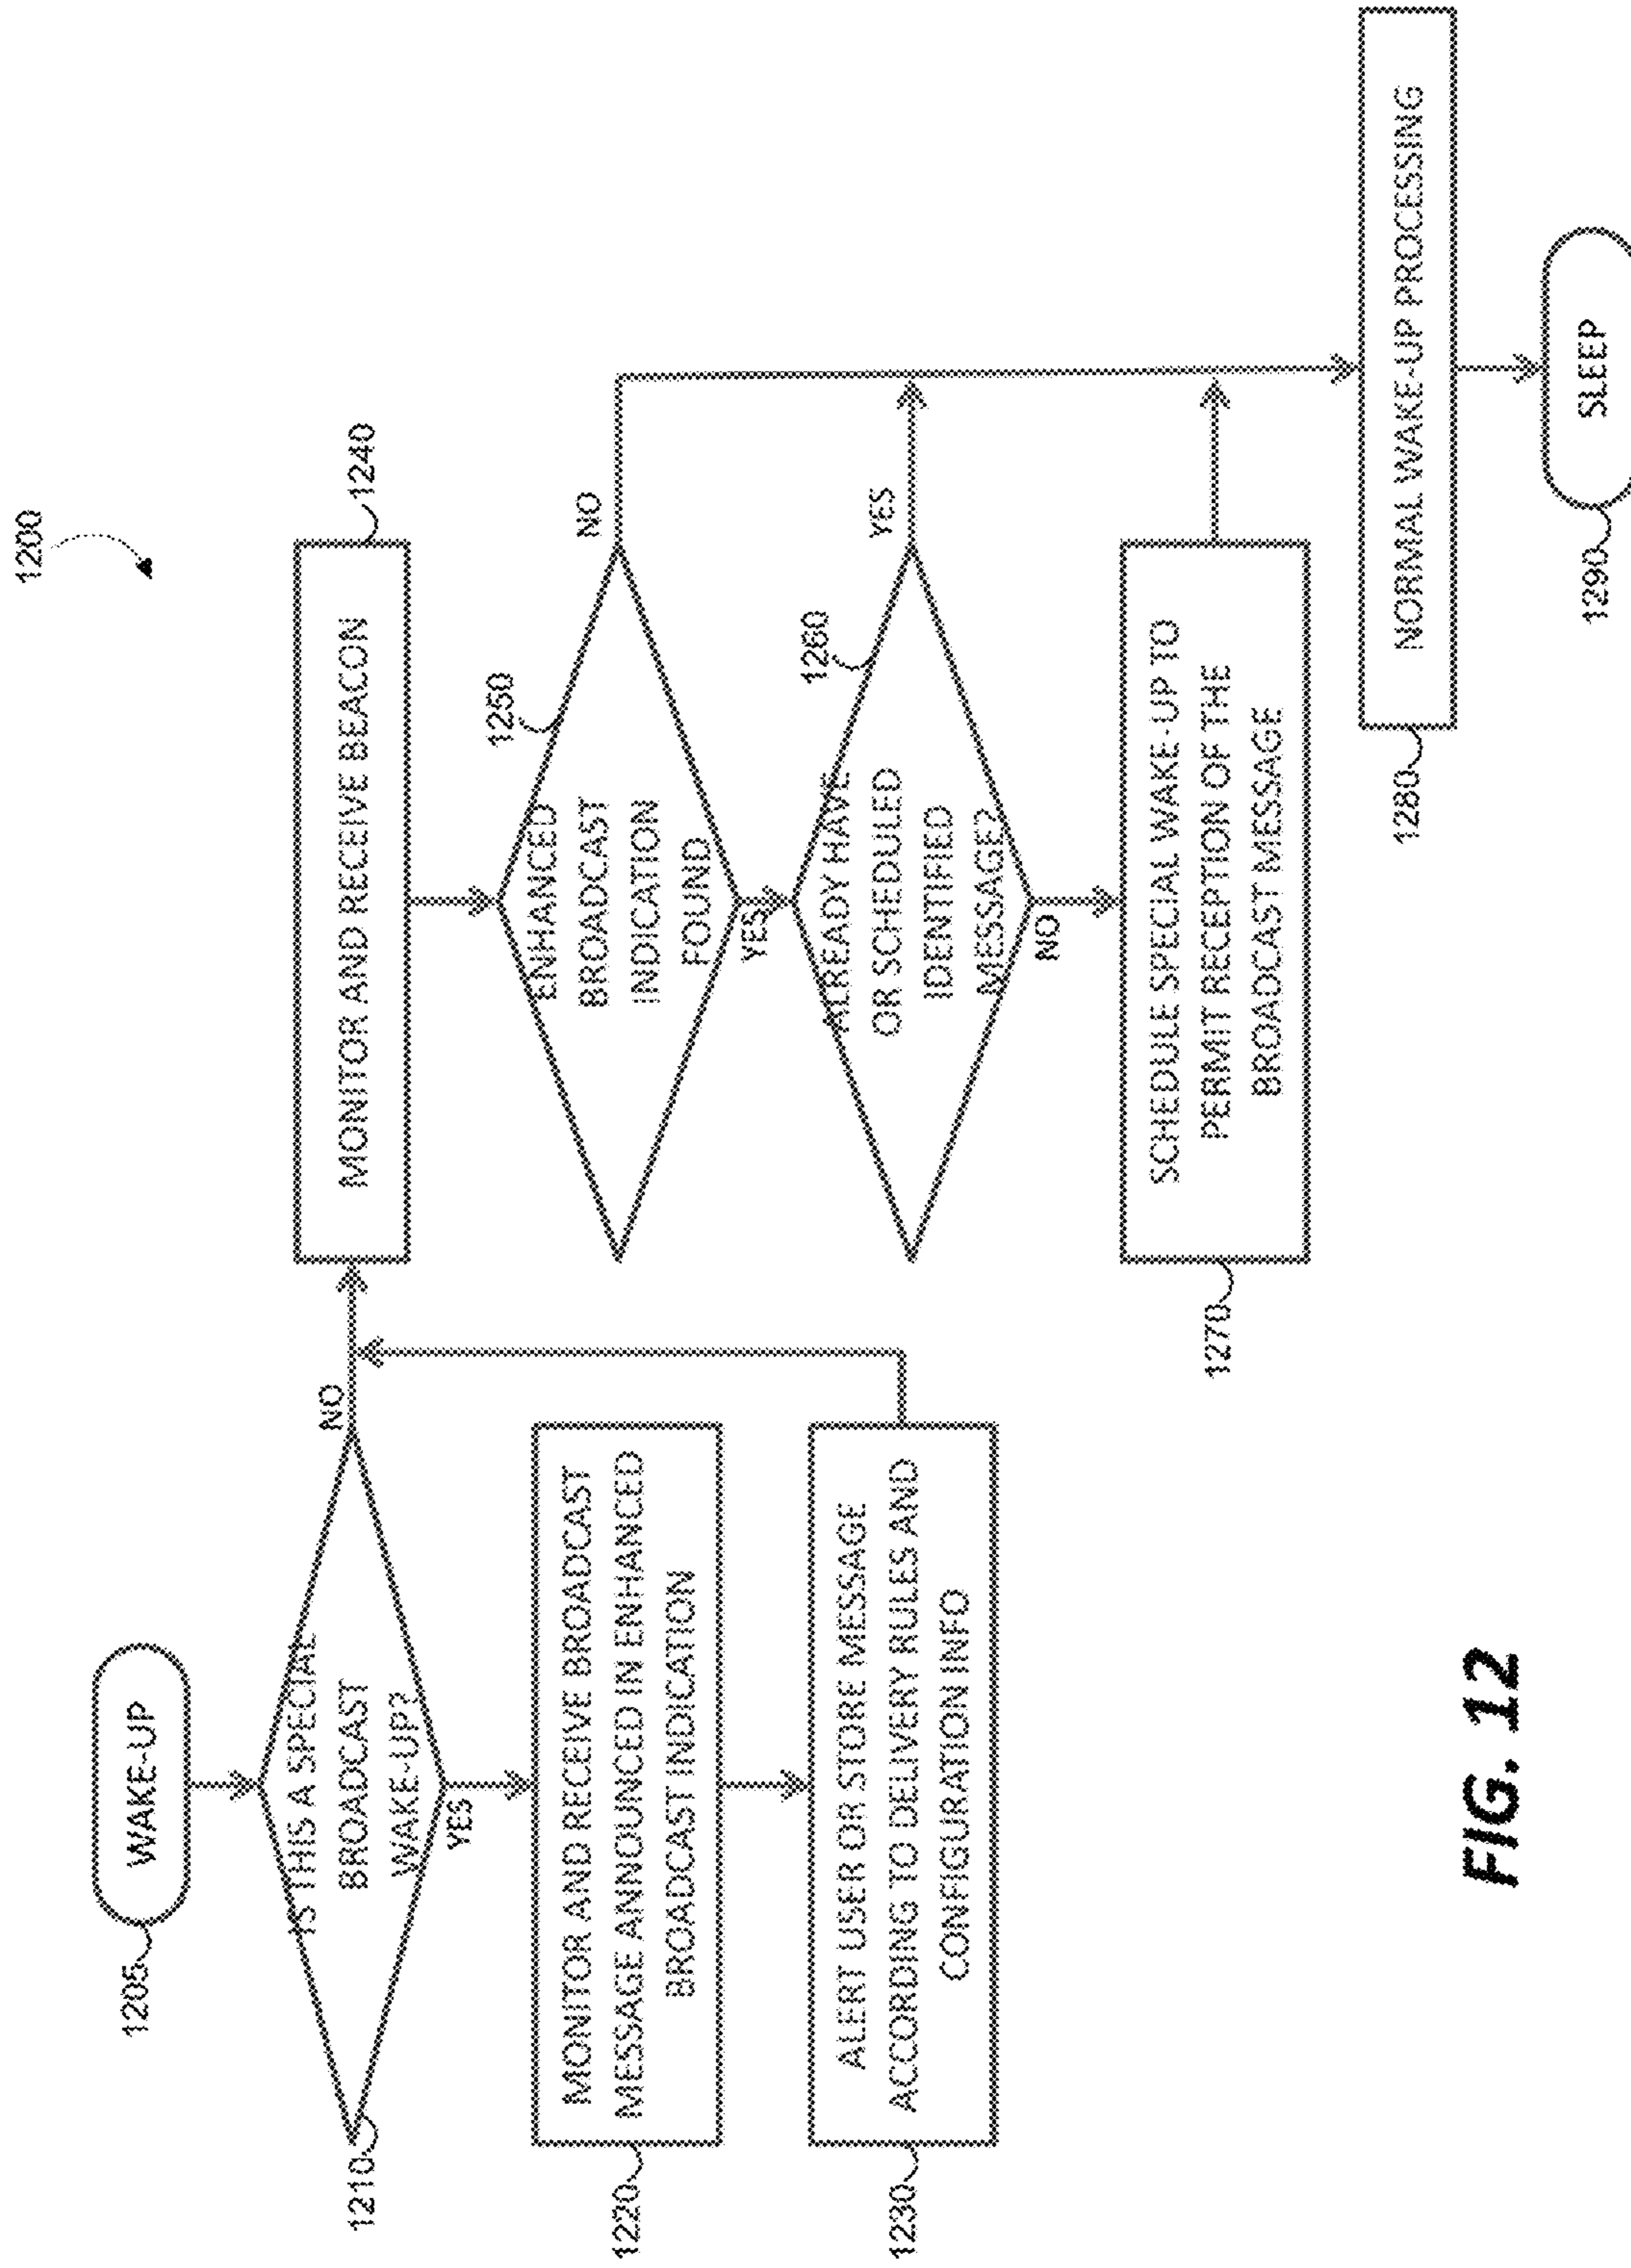 1200
WAKE-UP
1205
IS THIS A SPECIAL
BROADCAST
WAKE-UP?
1210
NO
YES
MONITOR AND RECEIVE BROADCAST
MESSAGE ANNOUNCED IN ENHANCED
BROADCAST INDICATION
1220
ALERT USER OR STORE MESSAGE
ACCORDING TO DELIVERY RULES AND
CONFIGURATION INFO
1230
MONITOR AND RECEIVE BEACON
1240
ENHANCED
BROADCAST
INDICATION
FOUND
1250
NO
YES
ALREADY HAVE
OR SCHEDULED
IDENTIFIED
MESSAGE?
1260
YES
NO
SCHEDULE SPECIAL WAKE-UP TO
PERMIT RECEPTION OF THE
BROADCAST MESSAGE
1270
NORMAL WAKE-UP PROCESSING
1280
SLEEP
1290
FIG. 12